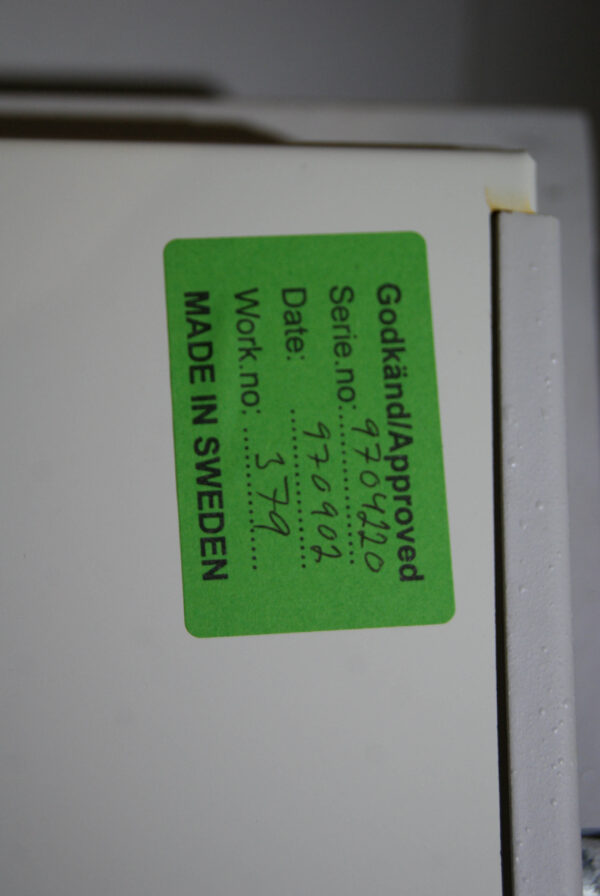 Godkänd/Approved
Serie.no: 9704220
Date: 970902
Work.no: 379
MADE IN SWEDEN